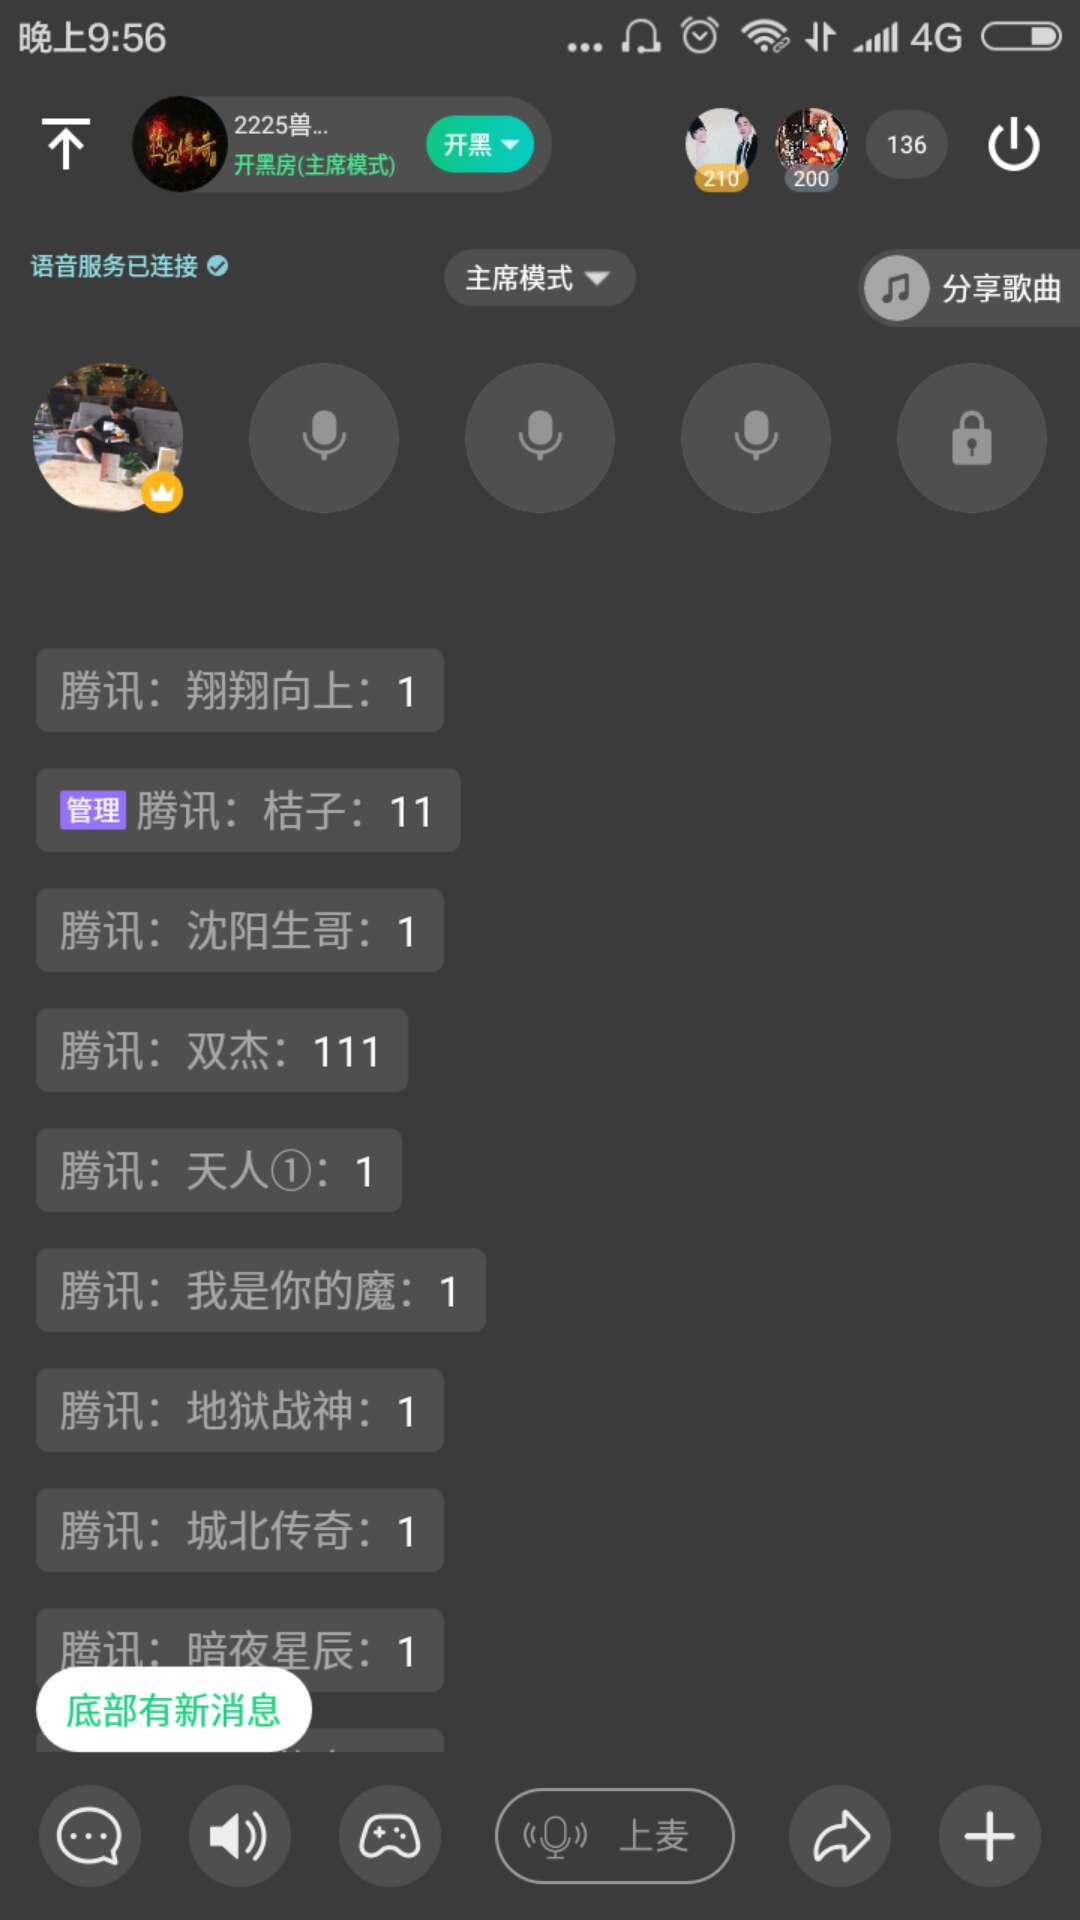 晚上9:56
4G
热血传奇
2225兽...
开黑房(主席模式)
开黑
210
200
136
语音服务已连接
主席模式
分享歌曲
腾讯：翔翔向上：1
管理 腾讯：桔子：11
腾讯：沈阳生哥：1
腾讯：双杰：111
腾讯：天人①：1
腾讯：我是你的魔：1
腾讯：地狱战神：1
腾讯：城北传奇：1
腾讯：暗夜星辰：1
底部有新消息
上麦